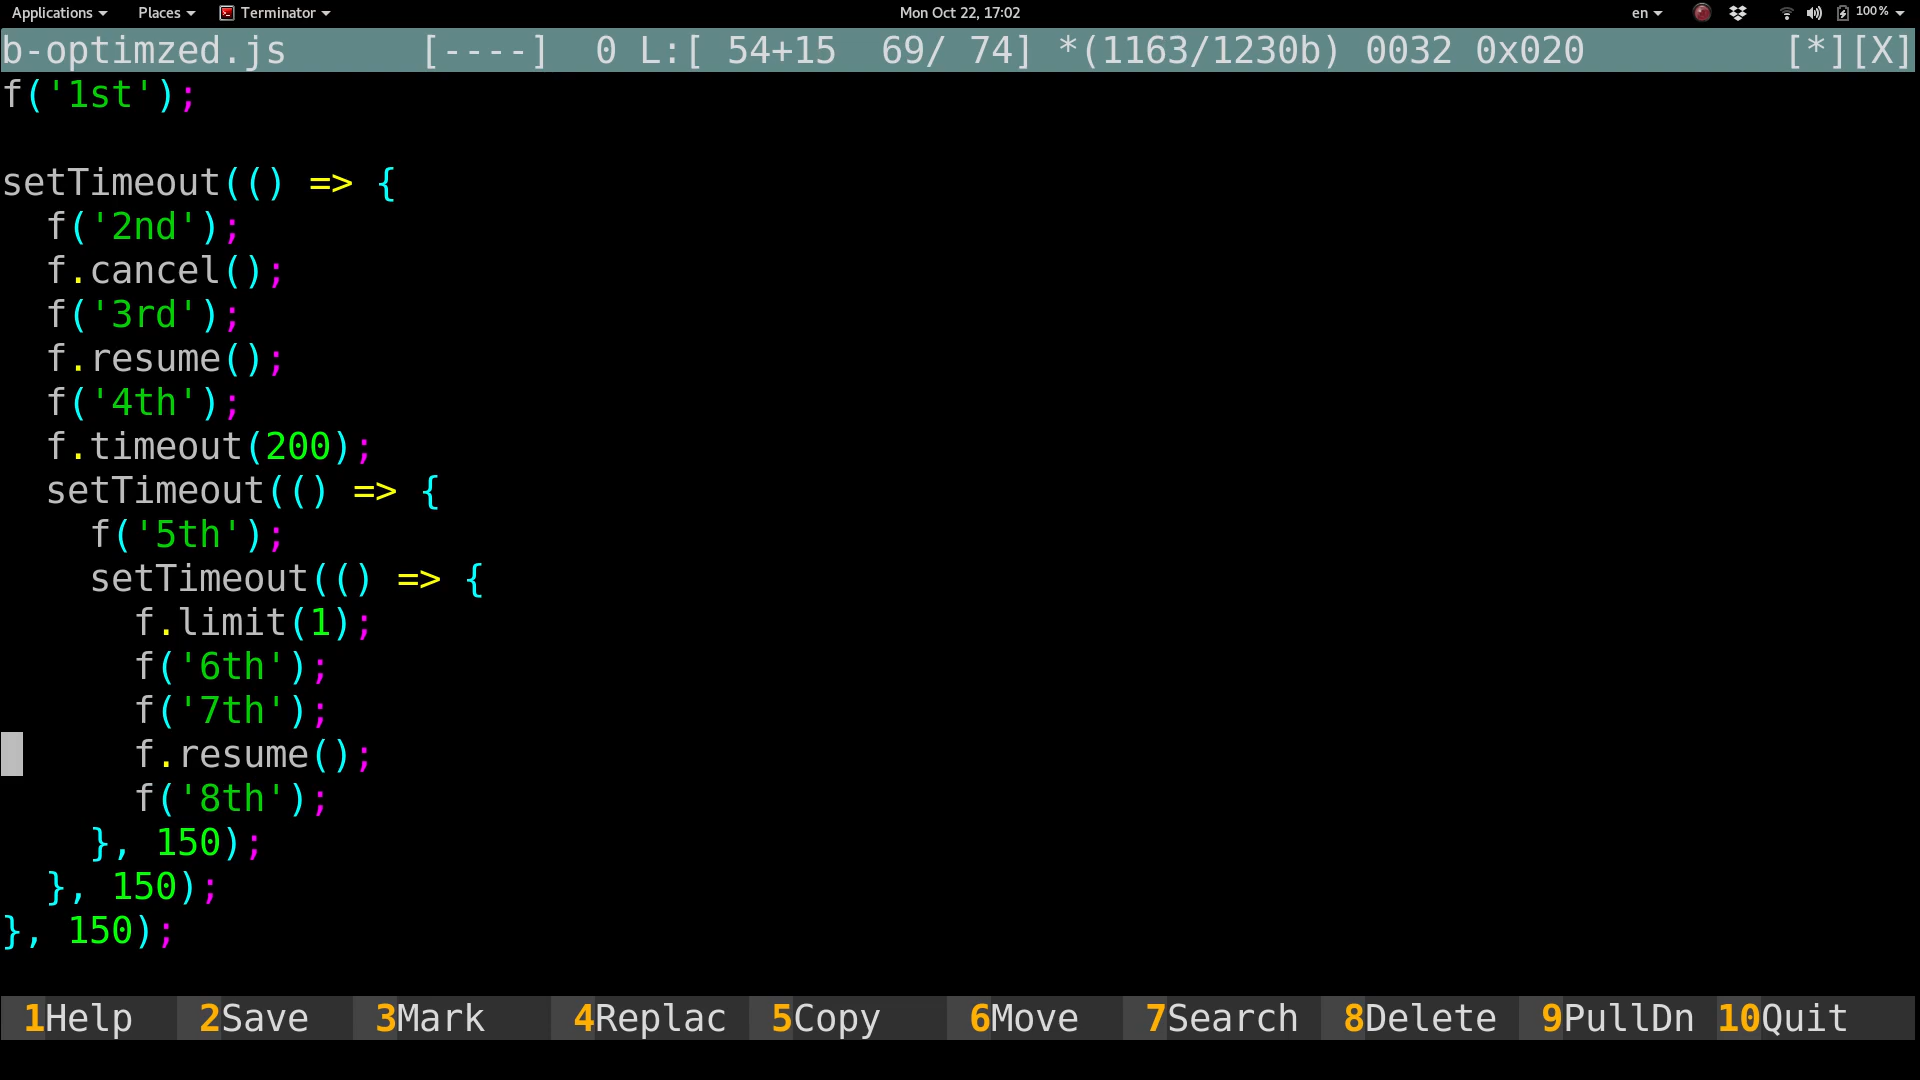 Applications Places Terminator Mon Oct 22, 17:02 en 100%
b-optimzed.js [----] 0 L:[ 54+15 69/ 74] *(1163/1230b) 0032 0x020 [*][X]
f('1st');
setTimeout(() => {
  f('2nd');
  f.cancel();
  f('3rd');
  f.resume();
  f('4th');
  f.timeout(200);
  setTimeout(() => {
    f('5th');
    setTimeout(() => {
      f.limit(1);
      f('6th');
      f('7th');
      f.resume();
      f('8th');
    }, 150);
  }, 150);
}, 150);
1Help 2Save 3Mark 4Replac 5Copy 6Move 7Search 8Delete 9PullDn 10Quit